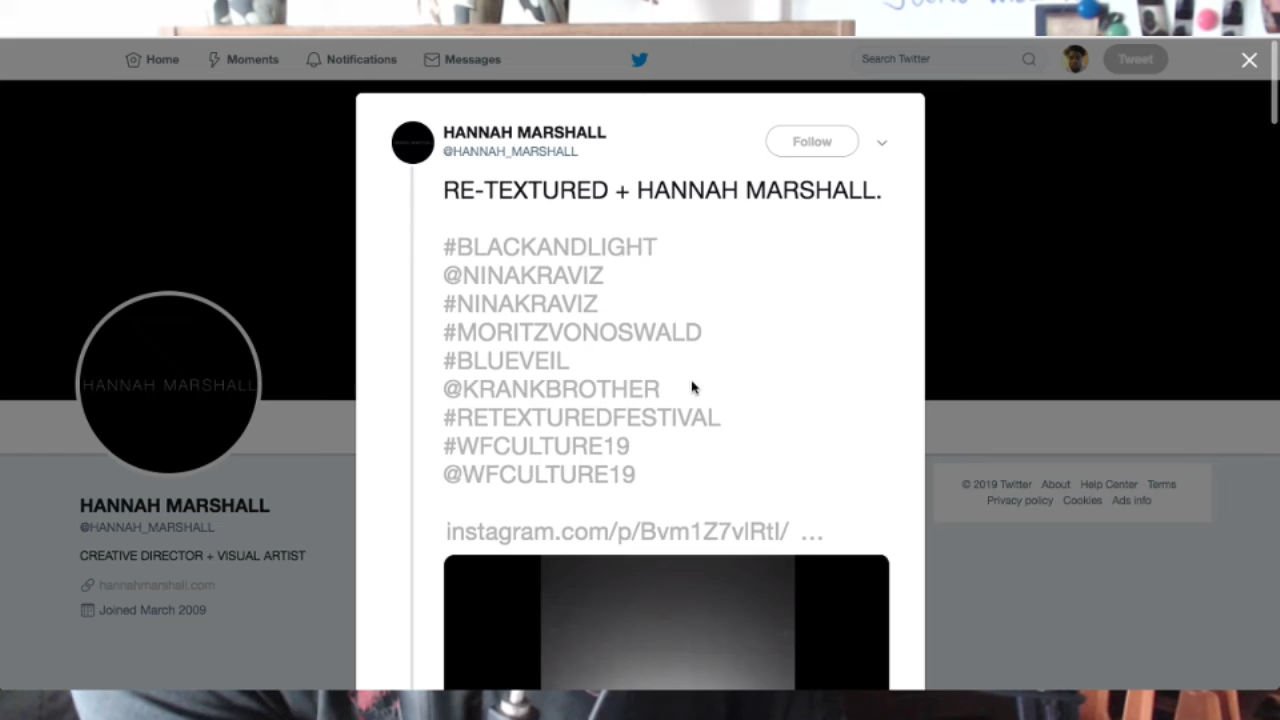 Home
Moments
Notifications
Messages
Search Twitter
Tweet
HANNAH MARSHALL
@HANNAH_MARSHALL
Follow
RE-TEXTURED + HANNAH MARSHALL.
#BLACKANDLIGHT
@NINAKRAVIZ
#NINAKRAVIZ
#MORITZVONOSWALD
#BLUEVEIL
@KRANKBROTHER
#RETEXTUREDFESTIVAL
#WFCULTURE19
@WFCULTURE19
instagram.com/p/Bvm1Z7vlRtI/ …
HANNAH MARSHALL
HANNAH MARSHALL
@HANNAH_MARSHALL
CREATIVE DIRECTOR + VISUAL ARTIST
hannahmarshall.com
Joined March 2009
© 2019 Twitter About Help Center Terms
Privacy policy Cookies Ads info